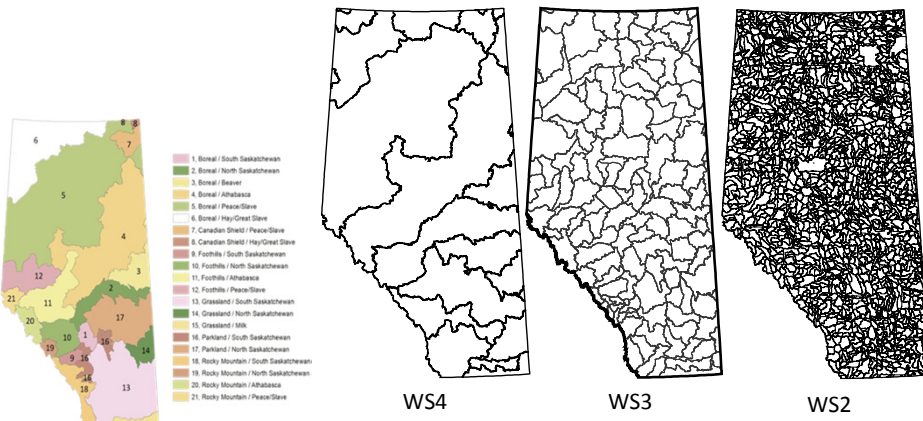 6
8
8
7
5
4
12
3
21
11
2
20
17
10
1
16
19
14
9
16
16
18
13
1, Boreal / South Saskatchewan
2, Boreal / North Saskatchewan
3, Boreal / Beaver
4, Boreal / Athabasca
5, Boreal / Peace/Slave
6, Boreal / Hay/Great Slave
7, Canadian Shield / Peace/Slave
8, Canadian Shield / Hay/Great Slave
9, Foothills / South Saskatchewan
10, Foothills / North Saskatchewan
11, Foothills / Athabasca
12, Foothills / Peace/Slave
13, Grassland / South Saskatchewan
14, Grassland / North Saskatchewan
15, Grassland / Milk
16, Parkland / South Saskatchewan
17, Parkland / North Saskatchewan
18, Rocky Mountain / South Saskatchewan
19, Rocky Mountain / North Saskatchewan
20, Rocky Mountain / Athabasca
21, Rocky Mountain / Peace/Slave
WS4
WS3
WS2